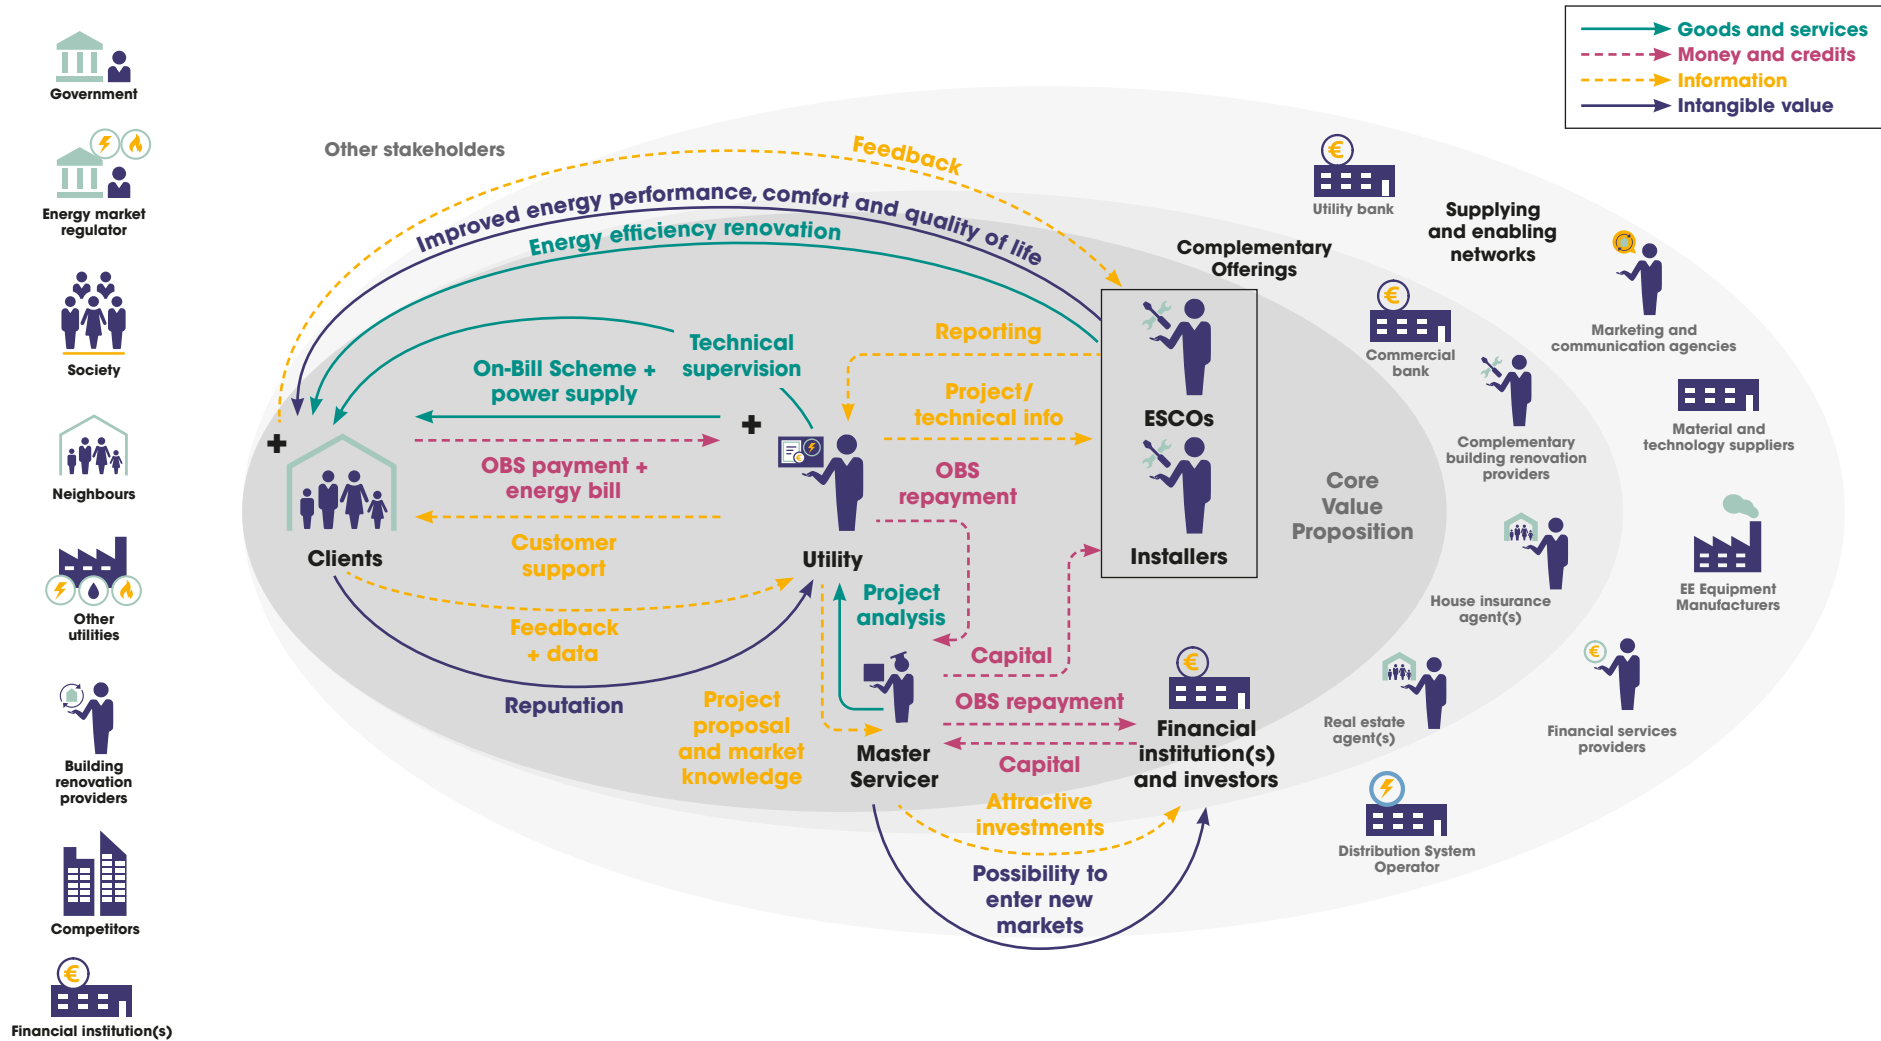 Goods and services
Money and credits
Information
Intangible value
Government
Energy market
regulator
Society
Neighbours
Other
utilities
Building
renovation
providers
Competitors
Financial institution(s)
Other stakeholders
Feedback
Improved energy performance, comfort and quality of life
Energy efficiency renovation
Technical
supervision
On-Bill Scheme +
power supply
+
+
OBS payment +
energy bill
Customer
support
Clients
Utility
Feedback
+ data
Reputation
Reporting
Project/
technical info
OBS
repayment
ESCOs
Installers
Project
analysis
Capital
OBS repayment
Capital
Project
proposal
and market
knowledge
Master
Servicer
Financial
institution(s)
and investors
Attractive
investments
Possibility to
enter new
markets
Core
Value
Proposition
Complementary
Offerings
Commercial
bank
Complementary
building renovation
providers
House insurance
agent(s)
Real estate
agent(s)
Supplying
and enabling
networks
Utility bank
Marketing and
communication agencies
Material and
technology suppliers
EE Equipment
Manufacturers
Financial services
providers
Distribution System
Operator
€
€
€
€
€
€